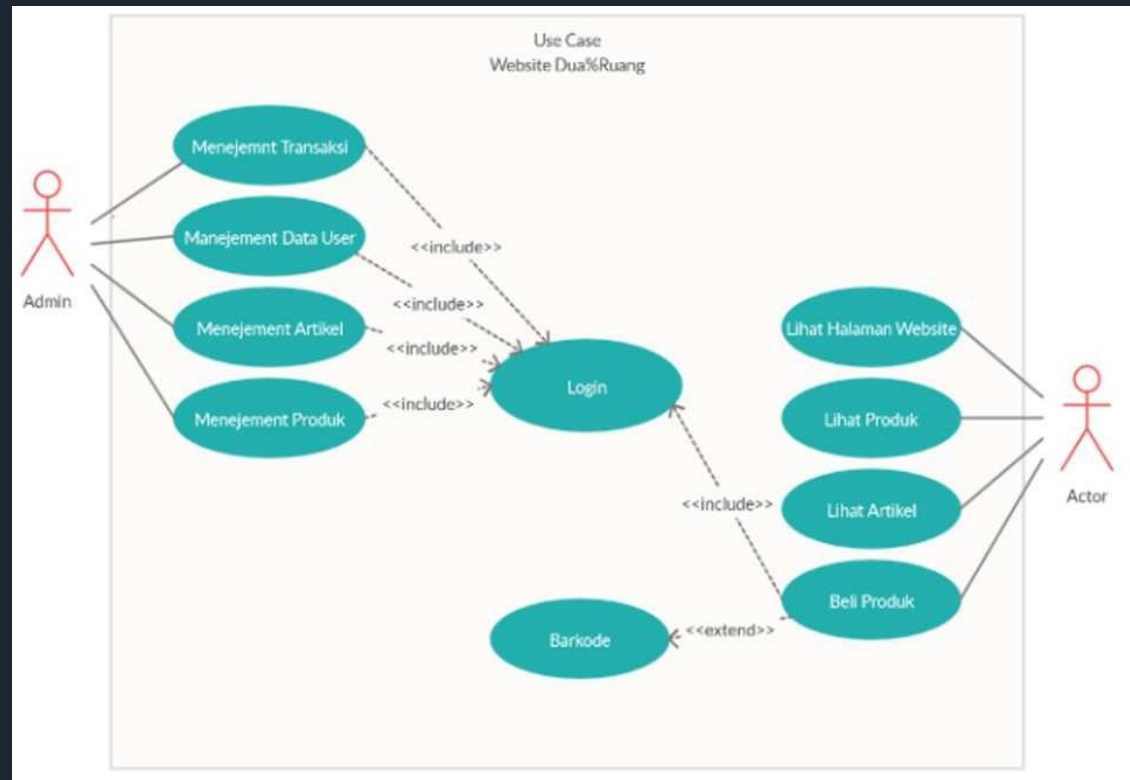 Use Case
Website Dua%Ruang
Menejemnt Transaksi
Manejement Data User
Menejement Artikel
Menejement Produk
Admin
<<include>>
<<include>>
<<include>>
<<include>>
Login
Lihat Halaman Website
Lihat Produk
Lihat Artikel
Beli Produk
Actor
<<include>>
<<extend>>
Barkode